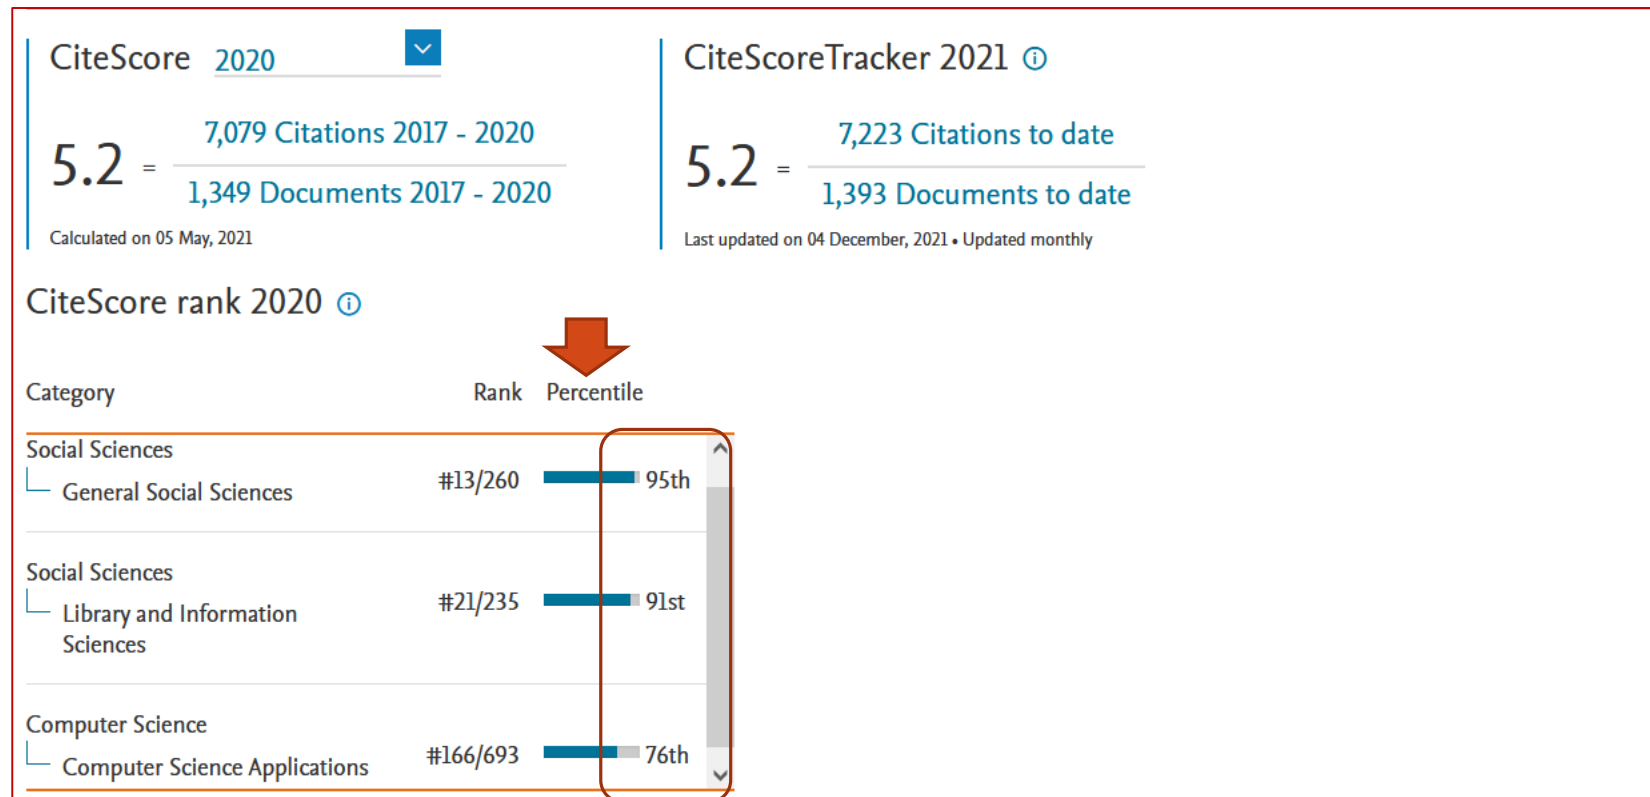 CiteScore 2020
5.2 = 7,079 Citations 2017 - 2020
1,349 Documents 2017 - 2020
Calculated on 05 May, 2021
CiteScoreTracker 2021
5.2 = 7,223 Citations to date
1,393 Documents to date
Last updated on 04 December, 2021 • Updated monthly
CiteScore rank 2020
Category Rank Percentile
Social Sciences
General Social Sciences #13/260 95th
Social Sciences
Library and Information #21/235 91st
Sciences
Computer Science
Computer Science Applications #166/693 76th